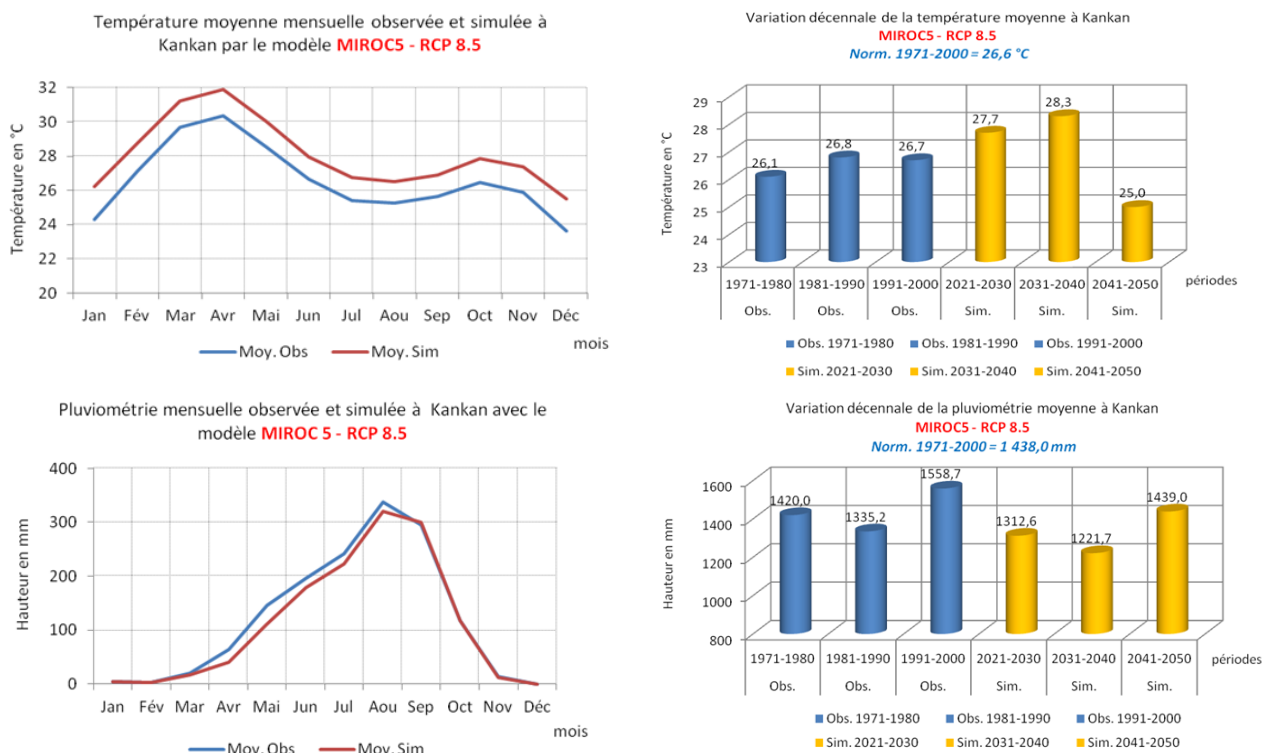 Température moyenne mensuelle observée et simulée à
Kankan par le modèle MIROC5 - RCP 8.5
Température en °C
32
30
28
26
24
22
20
Jan Fév Mar Avr Mai Jun Jul Aou Sep Oct Nov Déc
mois
Moy. Obs Moy. Sim
Variation décennale de la température moyenne à Kankan
MIROC5 - RCP 8.5
Norm. 1971-2000 = 26,6 °C
Température en °C
29
28
27
26
25
24
23
26,1 26,8 26,7 27,7 28,3 25,0
1971-1980 1981-1990 1991-2000 2021-2030 2031-2040 2041-2050
Obs. Obs. Obs. Sim. Sim. Sim.
périodes
Obs. 1971-1980 Obs. 1981-1990 Obs. 1991-2000
Sim. 2021-2030 Sim. 2031-2040 Sim. 2041-2050
Pluviométrie mensuelle observée et simulée à Kankan avec le
modèle MIROC 5 - RCP 8.5
Hauteur en mm
400
300
200
100
0
Jan Fév Mar Avr Mai Jun Jul Aou Sep Oct Nov Déc
mois
Moy. Obs Moy. Sim
Variation décennale de la pluviométrie moyenne à Kankan
MIROC5 - RCP 8.5
Norm. 1971-2000 = 1 438,0 mm
Hauteur en mm
1600
1400
1200
1000
800
1420,0 1335,2 1558,7 1312,6 1221,7 1439,0
1971-1980 1981-1990 1991-2000 2021-2030 2031-2040 2041-2050
Obs. Obs. Obs. Sim. Sim. Sim.
périodes
Obs. 1971-1980 Obs. 1981-1990 Obs. 1991-2000
Sim. 2021-2030 Sim. 2031-2040 Sim. 2041-2050